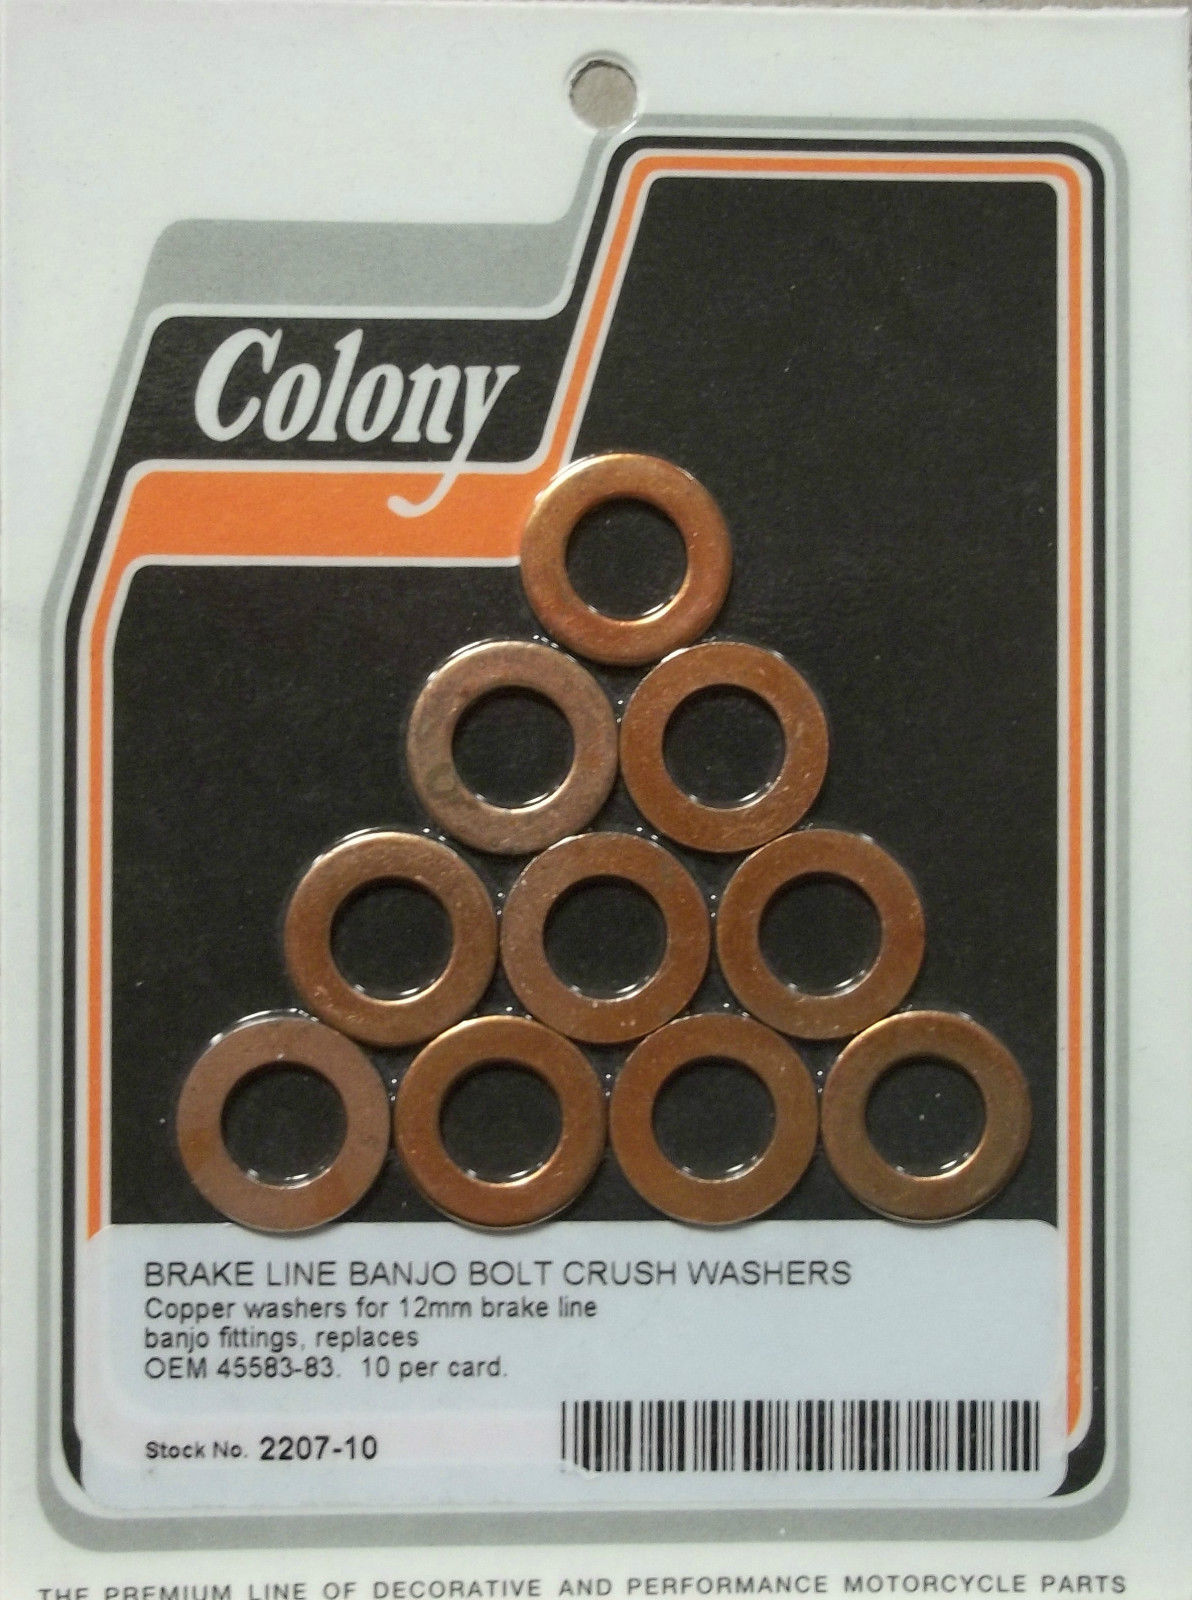 Colony
BRAKE LINE BANJO BOLT CRUSH WASHERS
Copper washers for 12mm brake line
banjo fittings, replaces
OEM 45583-83. 10 per card.
Stock No. 2207-10
THE PREMIUM LINE OF DECORATIVE AND PERFORMANCE MOTORCYCLE PARTS